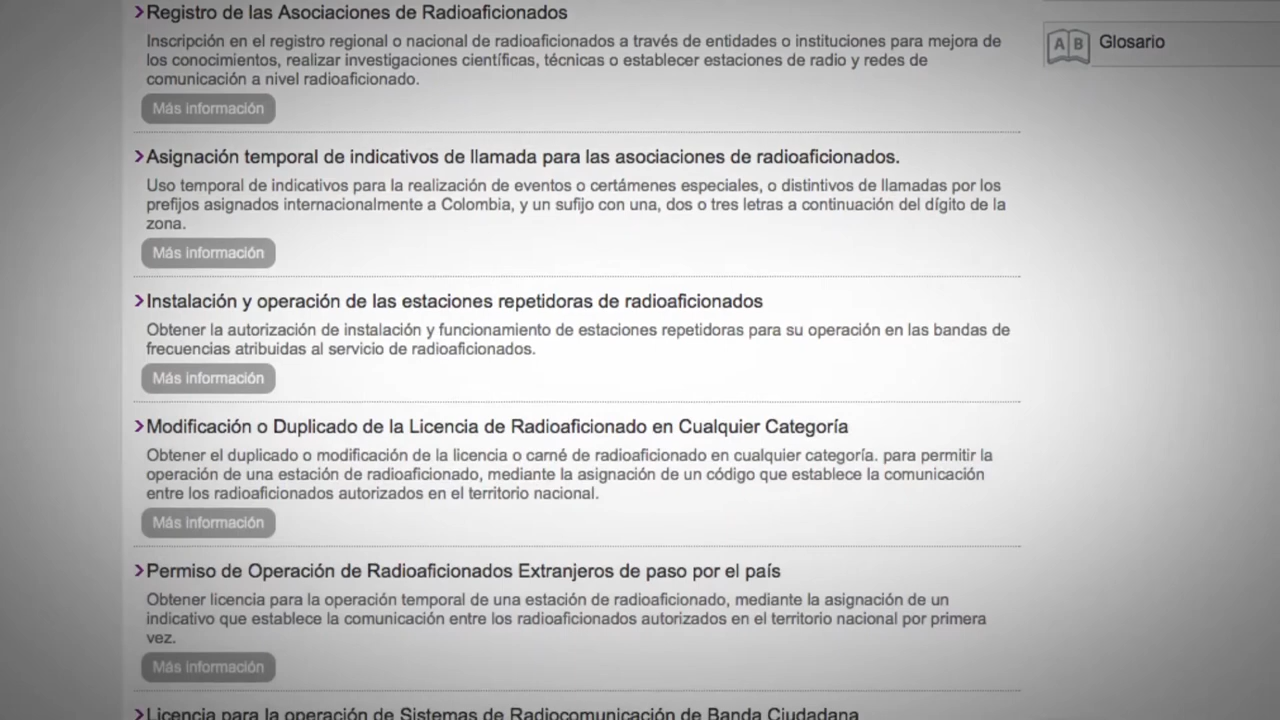 Registro de las Asociaciones de Radioaficionados
Inscripción en el registro regional o nacional de radioaficionados a través de entidades o instituciones para mejora de
los conocimientos, realizar investigaciones científicas, técnicas o establecer estaciones de radio y redes de
comunicación a nivel radioaficionado.
Más información
Asignación temporal de indicativos de llamada para las asociaciones de radioaficionados.
Uso temporal de indicativos para la realización de eventos o certámenes especiales, o distintivos de llamadas por los
prefijos asignados internacionalmente a Colombia, y un sufijo con una, dos o tres letras a continuación del dígito de la
zona.
Más información
Instalación y operación de las estaciones repetidoras de radioaficionados
Obtener la autorización de instalación y funcionamiento de estaciones repetidoras para su operación en las bandas de
frecuencias atribuidas al servicio de radioaficionados.
Más información
Modificación o Duplicado de la Licencia de Radioaficionado en Cualquier Categoría
Obtener el duplicado o modificación de la licencia o carné de radioaficionado en cualquier categoría. para permitir la
operación de una estación de radioaficionado, mediante la asignación de un código que establece la comunicación
entre los radioaficionados autorizados en el territorio nacional.
Más información
Permiso de Operación de Radioaficionados Extranjeros de paso por el país
Obtener licencia para la operación temporal de una estación de radioaficionado, mediante la asignación de un
indicativo que establece la comunicación entre los radioaficionados autorizados en el territorio nacional por primera
vez.
Más información
Licencia para la operación de Sistemas de Radiocomunicación de Banda Ciudadana
A B Glosario